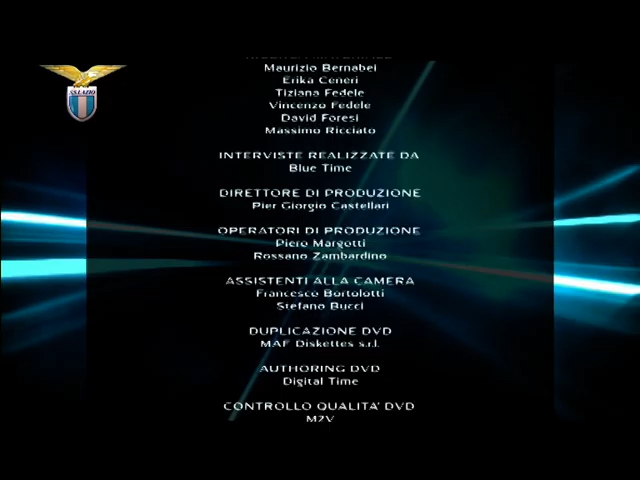 S.S.LAZIO
Maurizio Bernabei
Erika Ceneri
Tiziana Fedele
Vincenzo Fedele
David Foresi
Massimo Ricciato
INTERVISTE REALIZZATE DA
Blue Time
DIRETTORE DI PRODUZIONE
Pier Giorgio Castellari
OPERATORI DI PRODUZIONE
Piero Margotti
Rossano Zambardino
ASSISTENTI ALLA CAMERA
Francesco Bortolotti
Stefano Bucci
DUPLICAZIONE DVD
MAF Diskettes s.r.l.
AUTHORING DVD
Digital Time
CONTROLLO QUALITA' DVD
MZV